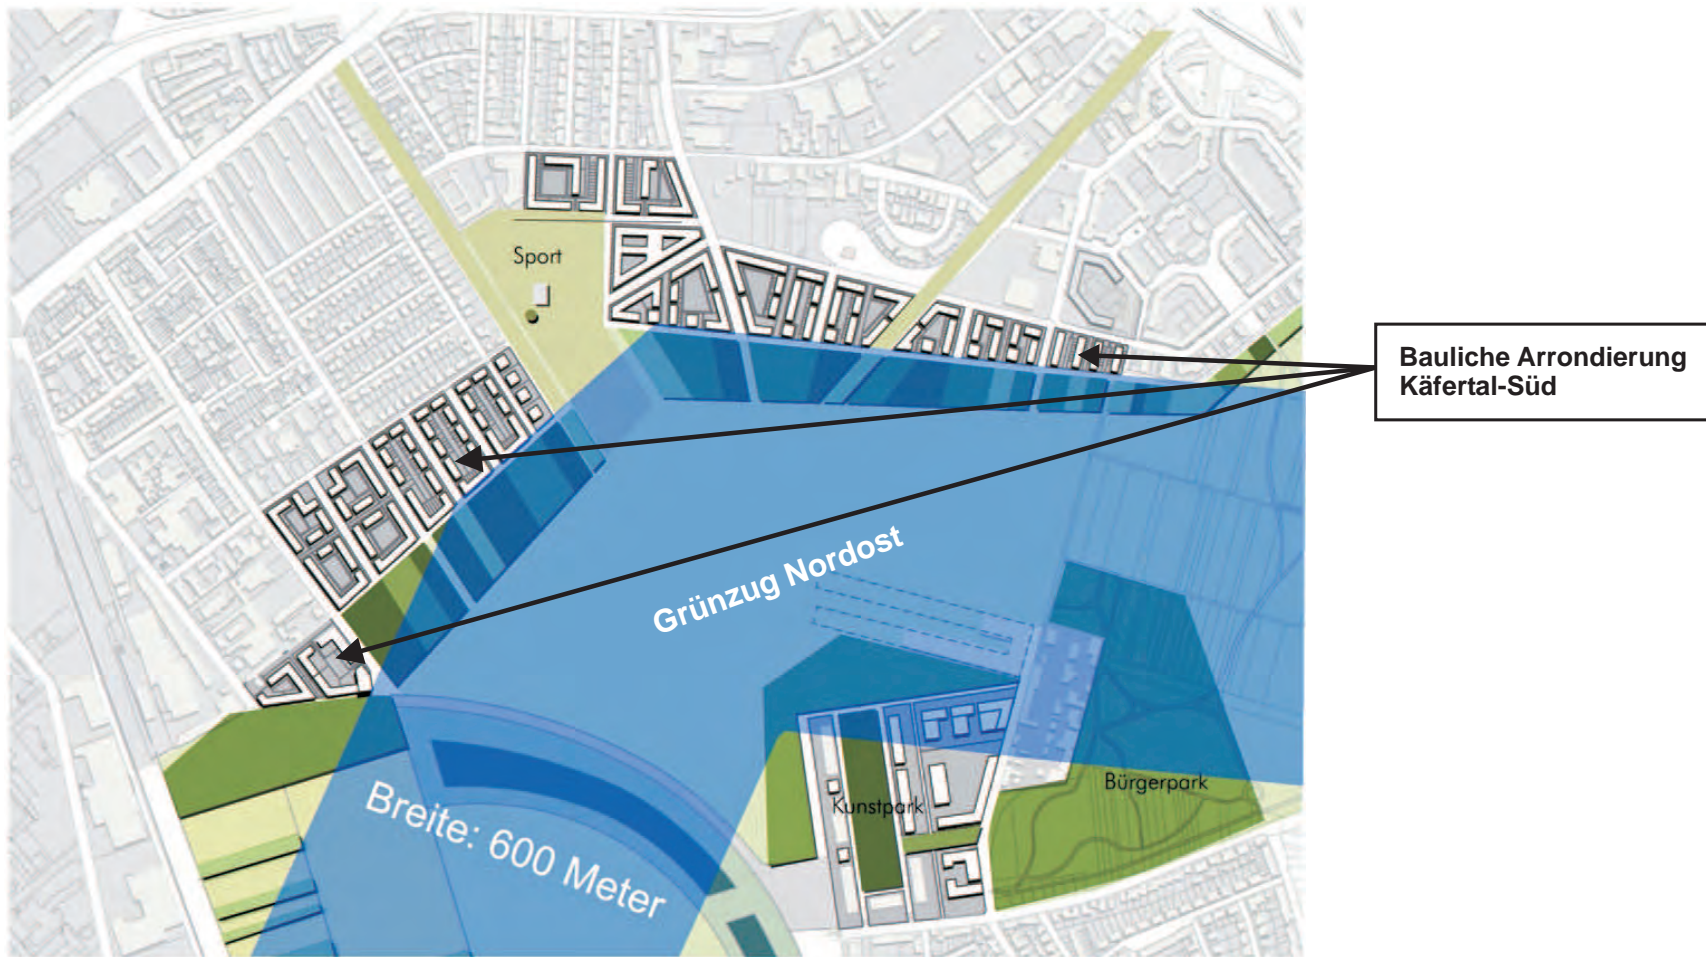 Sport
Bauliche Arrondierung
Käfertal-Süd
Grünzug Nordost
Bürgerpark
Kunstpark
Breite: 600 Meter